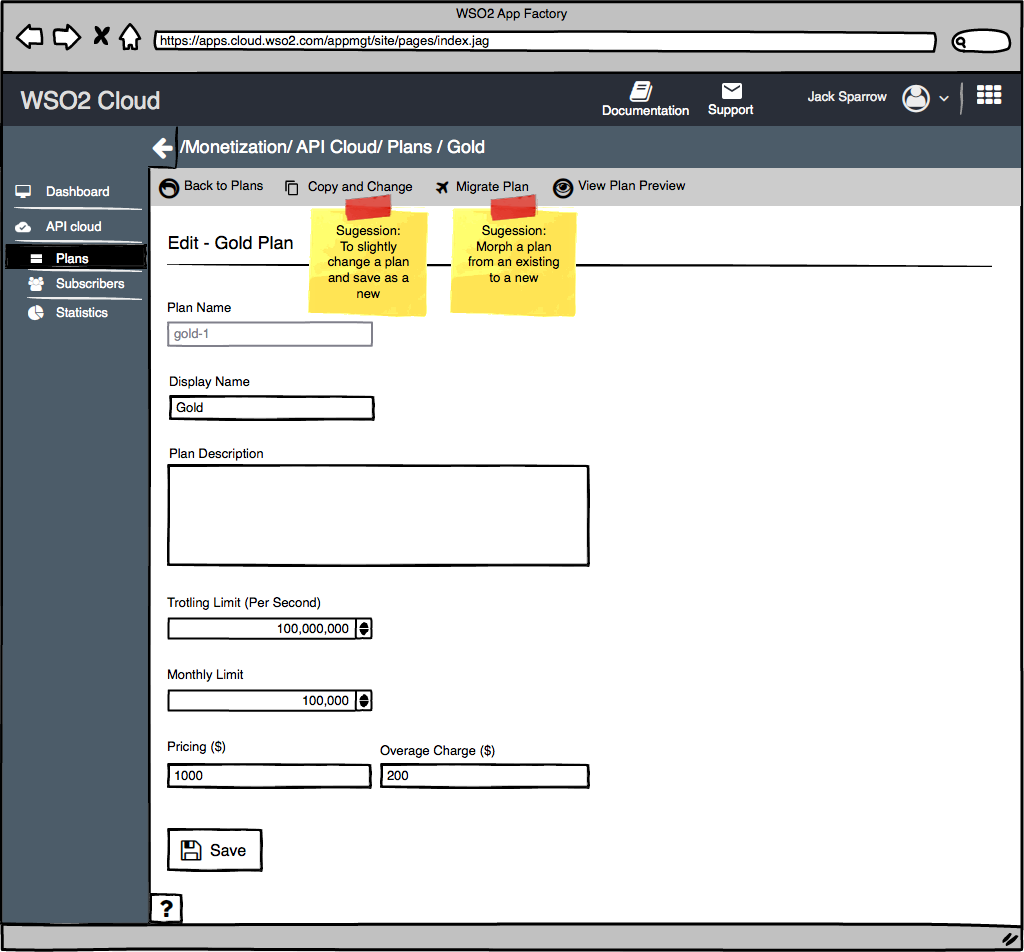 WSO2 App Factory
https://apps.cloud.wso2.com/appmgt/site/pages/index.jag
WSO2 Cloud
Documentation
Support
Jack Sparrow
/Monetization/ API Cloud/ Plans / Gold
Dashboard
API cloud
Plans
Subscribers
Statistics
Back to Plans
Copy and Change
Migrate Plan
View Plan Preview
Edit - Gold Plan
Sugession:
To slightly
change a plan
and save as a
new
Sugession:
Morph a plan
from an existing
to a new
Plan Name
gold-1
Display Name
Gold
Plan Description
Trotling Limit (Per Second)
100,000,000
Monthly Limit
100,000
Pricing ($)
Overage Charge ($)
1000
200
Save
?